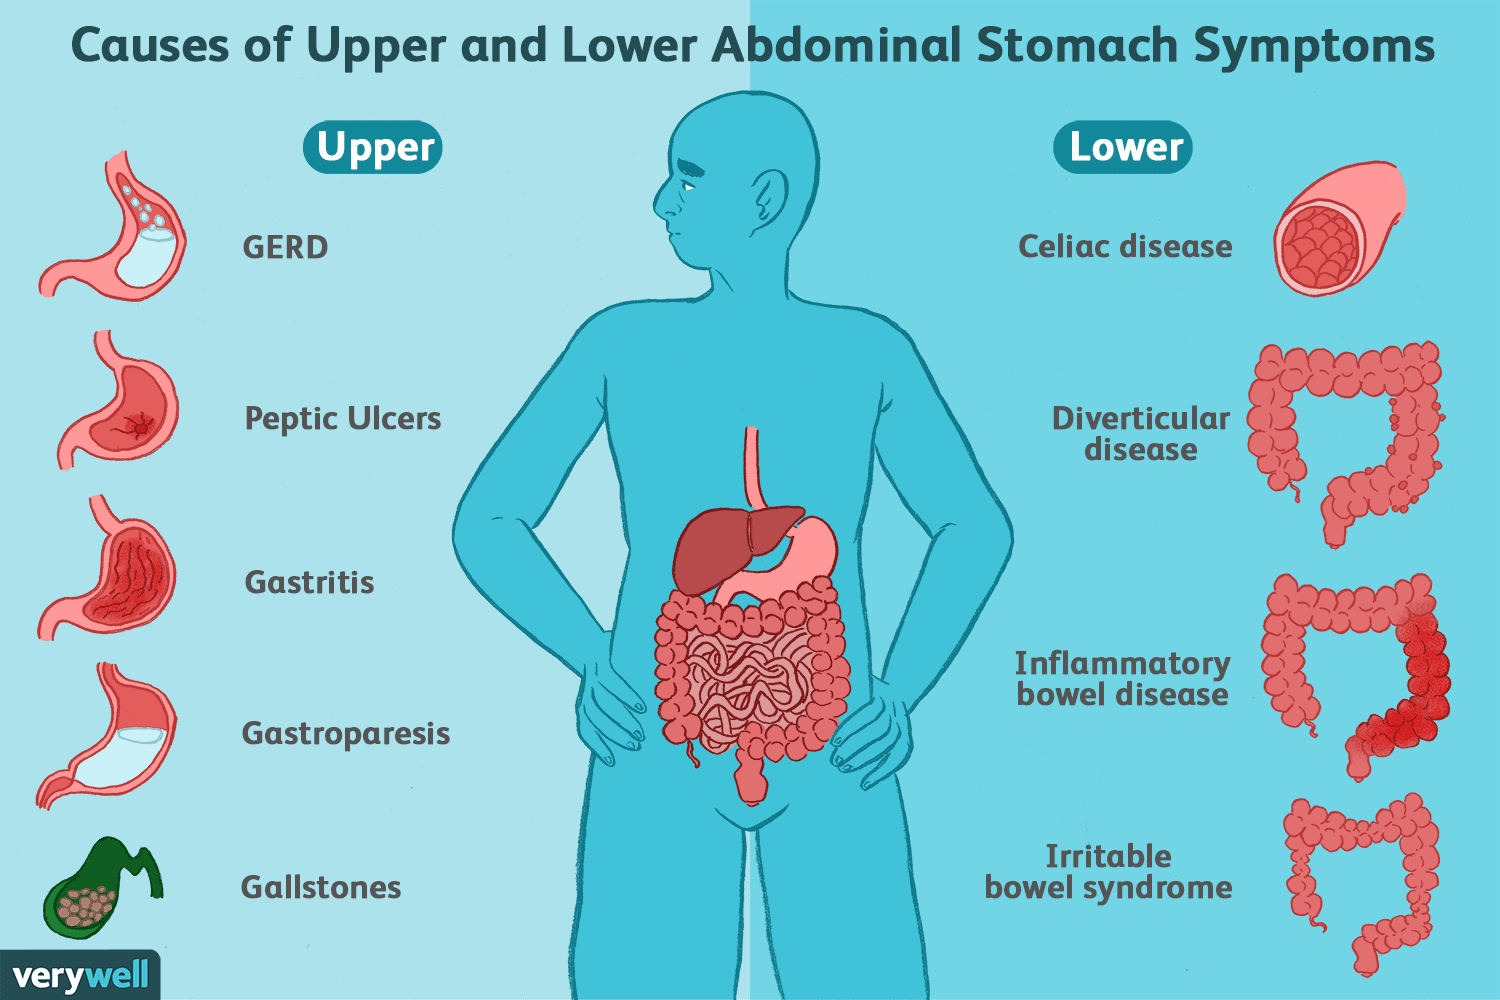 Causes of Upper and Lower Abdominal Stomach Symptoms
Upper
GERD
Peptic Ulcers
Gastritis
Gastroparesis
Gallstones
Lower
Celiac disease
Diverticular
disease
Inflammatory
bowel disease
Irritable
bowel syndrome
verywell